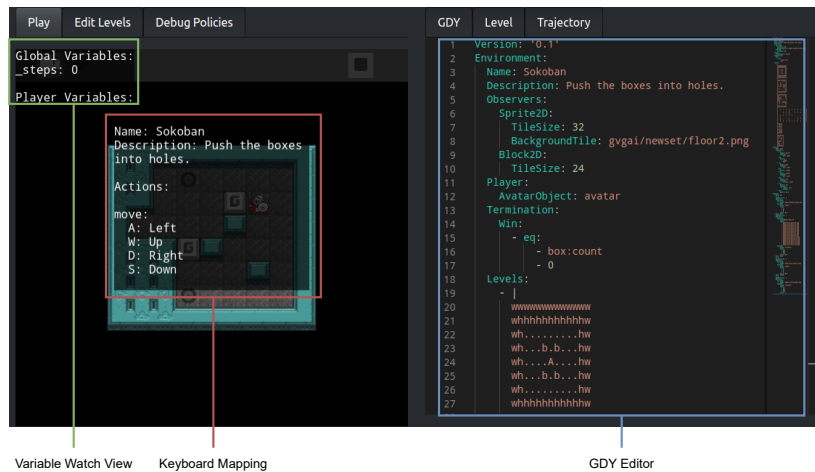 Play Edit Levels Debug Policies
Global Variables:
_steps: 0
Player Variables:
Name: Sokoban
Description: Push the boxes
into holes.
Actions:
move:
A: Left
W: Up
D: Right
S: Down
GDY Level Trajectory
1 Version: '0.1'
2 Environment:
3 Name: Sokoban
4 Description: Push the boxes into holes.
5 Observers:
6 Sprite2D:
7 TileSize: 32
8 BackgroundTile: gvgai/newset/floor2.png
9 Block2D:
10 TileSize: 24
11 Player:
12 AvatarObject: avatar
13 Termination:
14 Win:
15 - eq:
16 - box:count
17 - 0
18 Levels:
19 - |
20 wwwwwwwwwwwww
21 whhhhhhhhhhhw
22 wh.........hw
23 wh...b.b...hw
24 wh....A....hw
25 wh...b.b...hw
26 wh.........hw
27 whhhhhhhhhhhw
Variable Watch View Keyboard Mapping GDY Editor